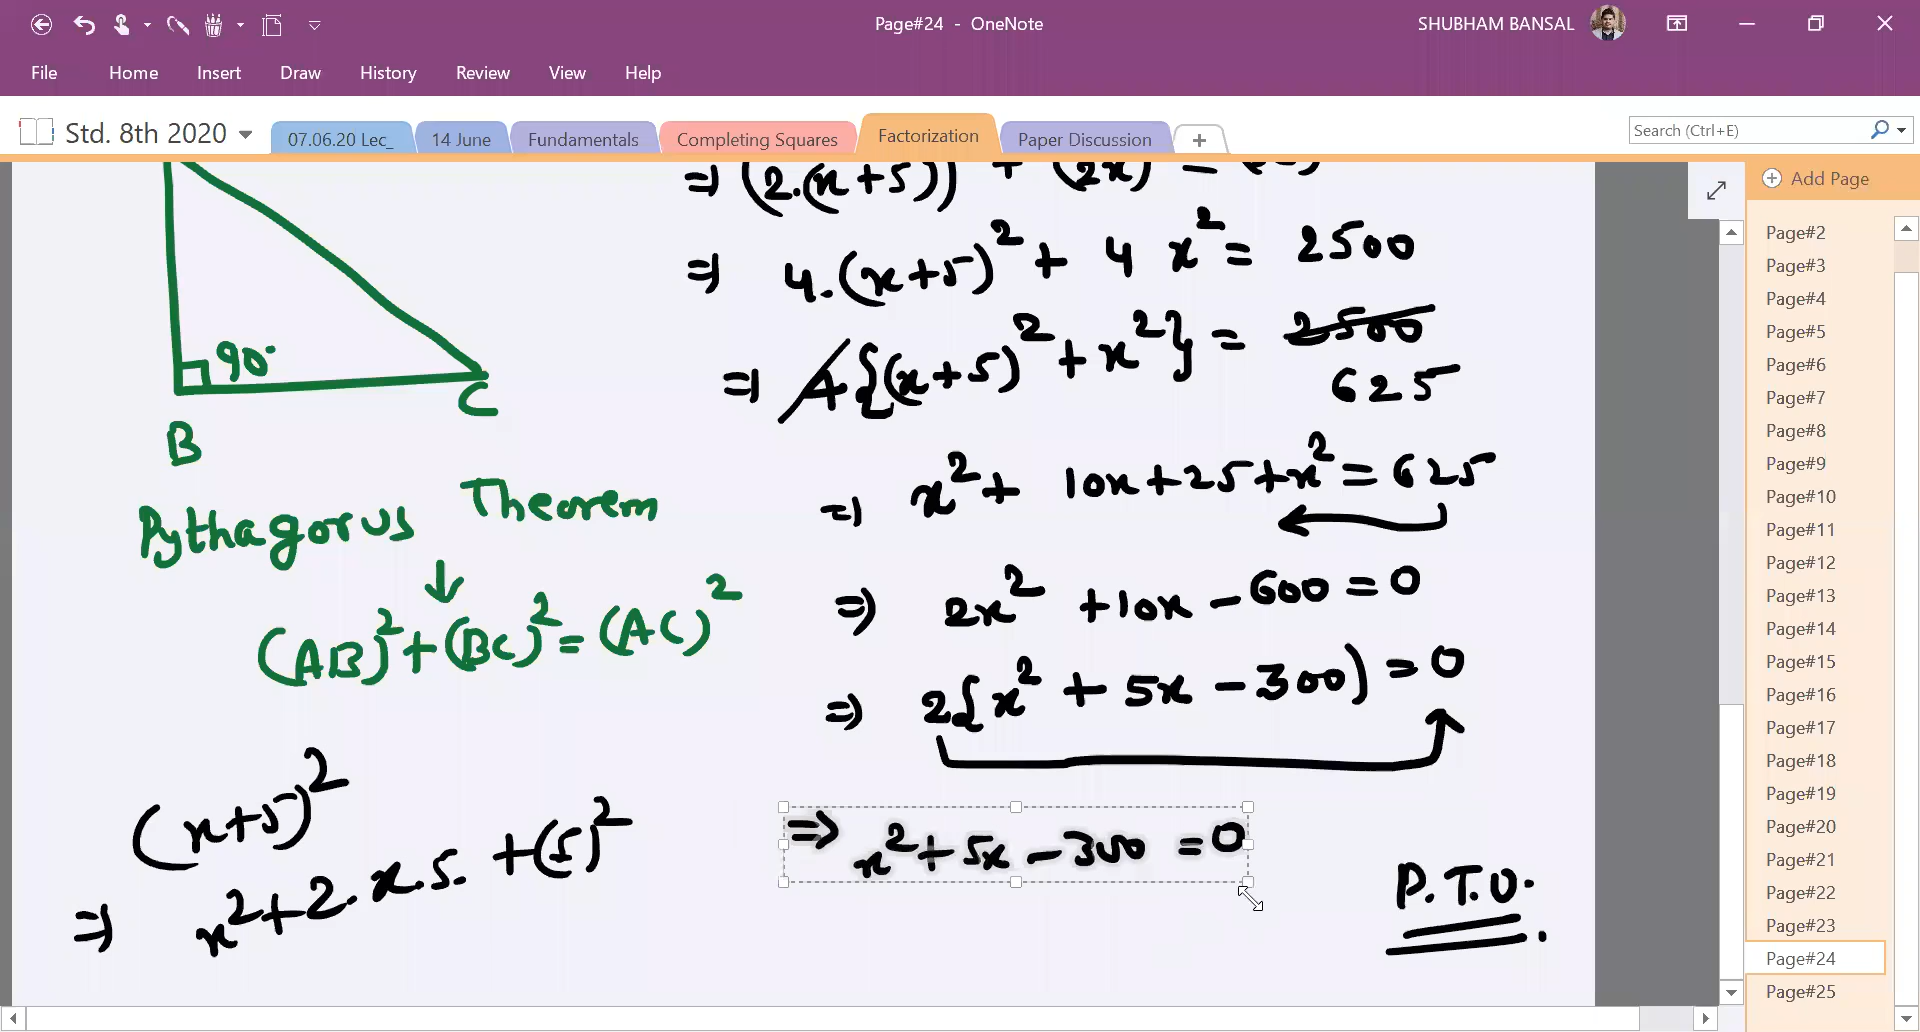 Page#24 - OneNote
SHUBHAM BANSAL
File Home Insert Draw History Review View Help
Std. 8th 2020
07.06.20 Lec_ 14 June Fundamentals Completing Squares Factorization Paper Discussion +
Search (Ctrl+E)
Add Page
Page#2
Page#3
Page#4
Page#5
Page#6
Page#7
Page#8
Page#9
Page#10
Page#11
Page#12
Page#13
Page#14
Page#15
Page#16
Page#17
Page#18
Page#19
Page#20
Page#21
Page#22
Page#23
Page#24
Page#25
90°
B
C
Pythagorus Theorem
↓
(AB)²+(BC)²=(AC)²
(x+5)²
⇒ x²+2.x.5.+(5)²
⇒ (2.(x+5)) + (2x) =
⇒ 4.(x+5)²+ 4 x² = 2500
⇒ 4{(x+5)²+x²} = 2500
625
⇒ x²+ 10x+25+x²=625
⇒ 2x² +10x-600=0
⇒ 2{x² + 5x - 300) = 0
⇒ x²+5x-300 =0
P.T.O.